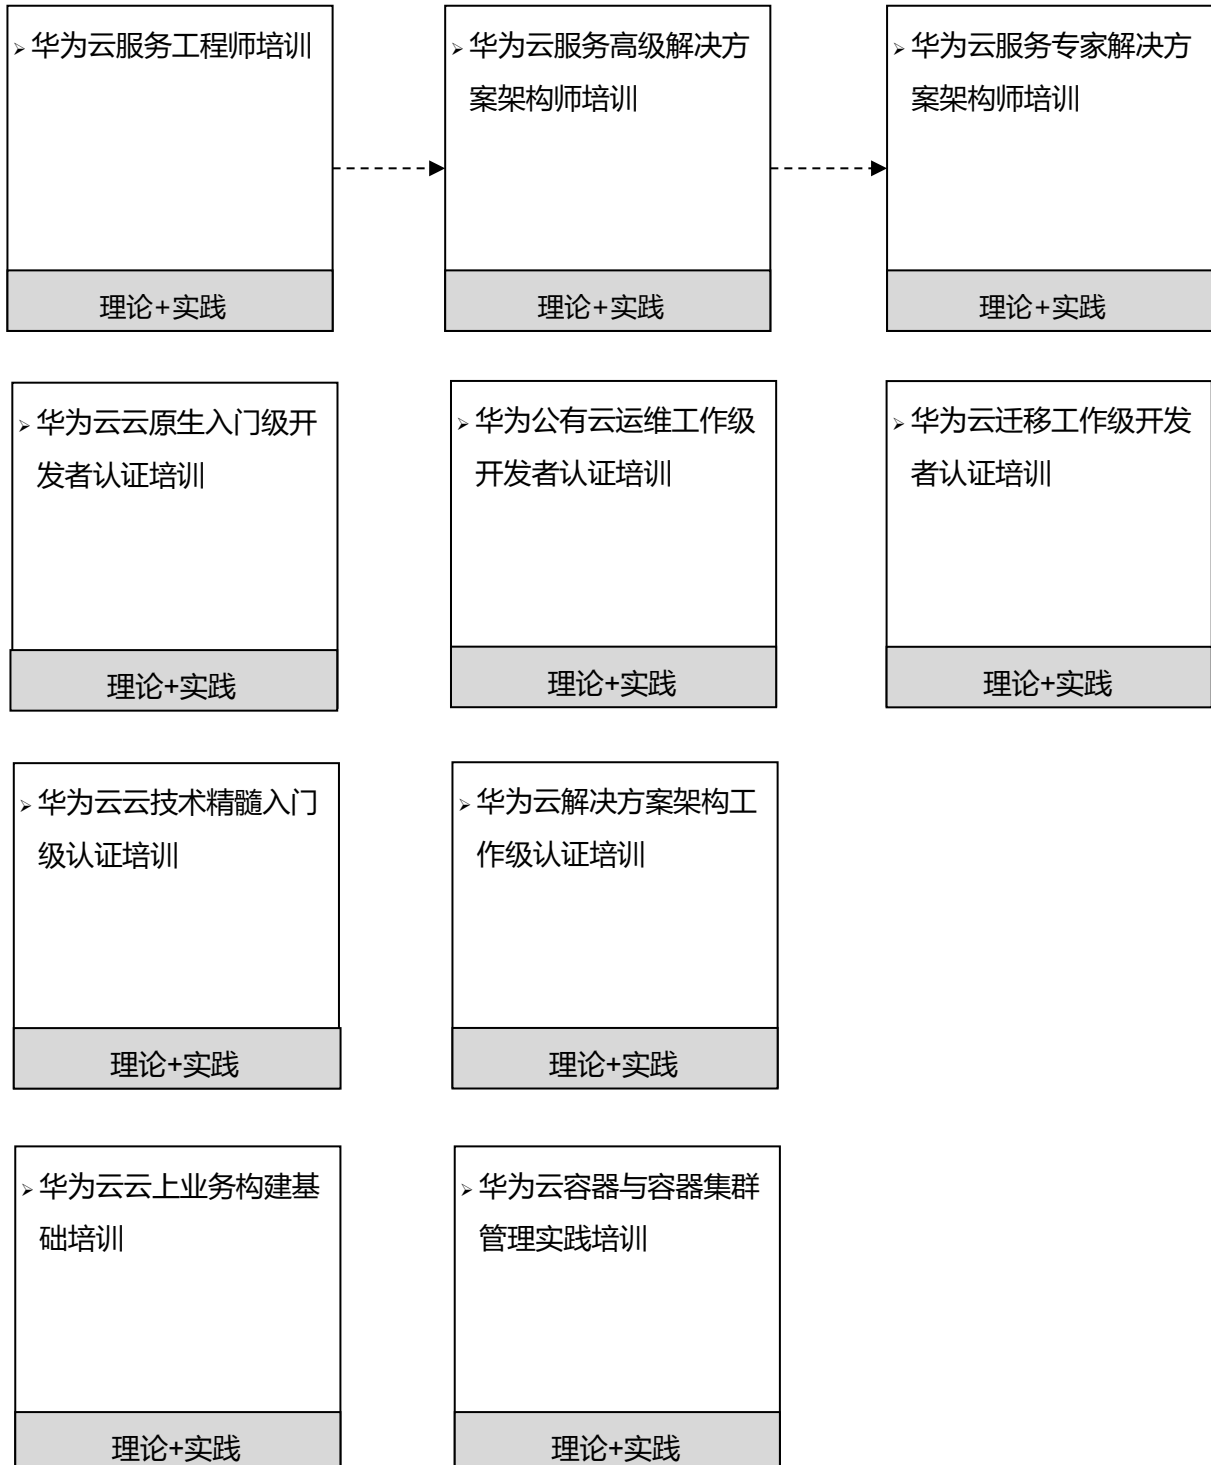 ➢ 华为云服务工程师培训
理论+实践
➢ 华为云服务高级解决方
案架构师培训
理论+实践
➢ 华为云服务专家解决方
案架构师培训
理论+实践
➢ 华为云云原生入门级开
发者认证培训
理论+实践
➢ 华为公有云运维工作级
开发者认证培训
理论+实践
➢ 华为云迁移工作级开发
者认证培训
理论+实践
➢ 华为云云技术精髓入门
级认证培训
理论+实践
➢ 华为云解决方案架构工
作级认证培训
理论+实践
➢ 华为云云上业务构建基
础培训
理论+实践
➢ 华为云容器与容器集群
管理实践培训
理论+实践